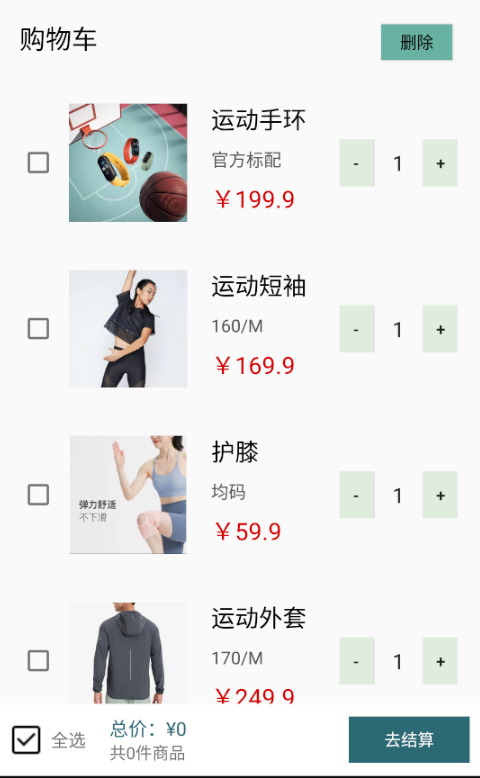 购物车
删除
运动手环
官方标配
￥199.9
- 1 +
运动短袖
160/M
￥169.9
- 1 +
弹力舒适
不下滑
护膝
均码
￥59.9
- 1 +
运动外套
170/M
￥249.9
- 1 +
全选
总价：¥0
共0件商品
去结算